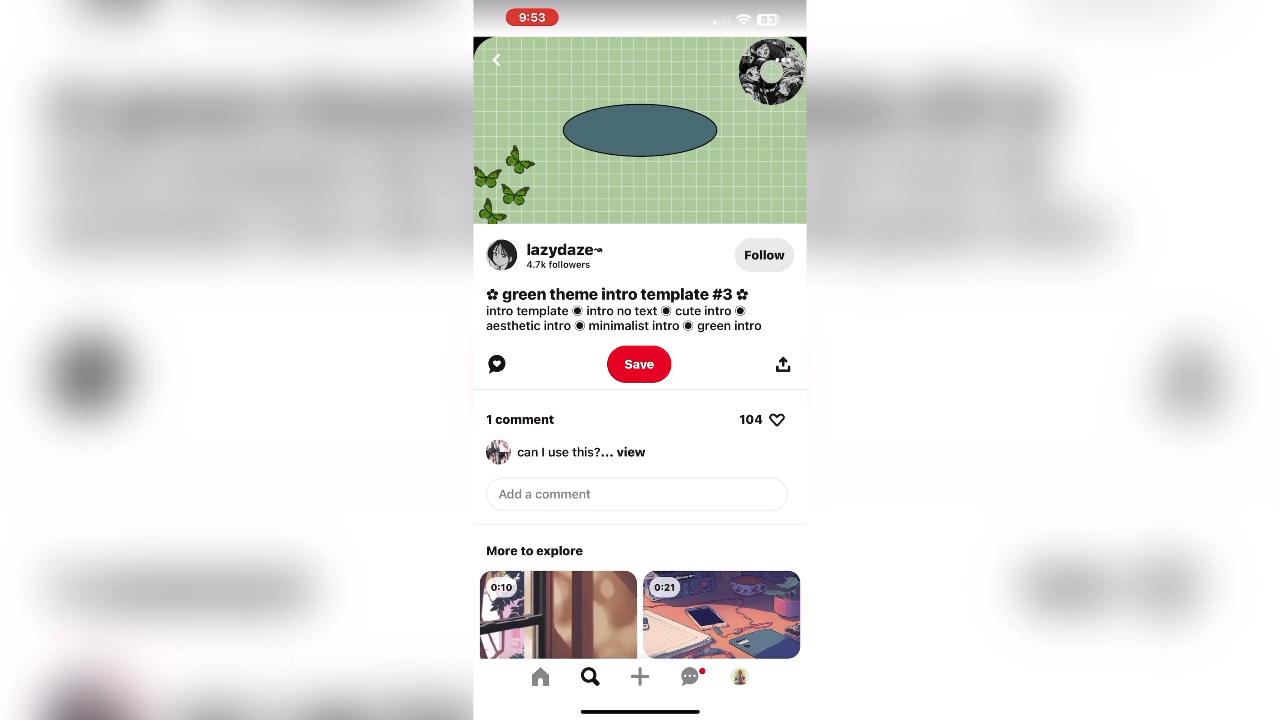 9:53
83
lazydaze↝
4.7k followers
Follow
✿ green theme intro template #3 ✿
intro template ◉ intro no text ◉ cute intro ◉
aesthetic intro ◉ minimalist intro ◉ green intro
Save
1 comment
104
can I use this?... view
Add a comment
More to explore
0:10
0:21